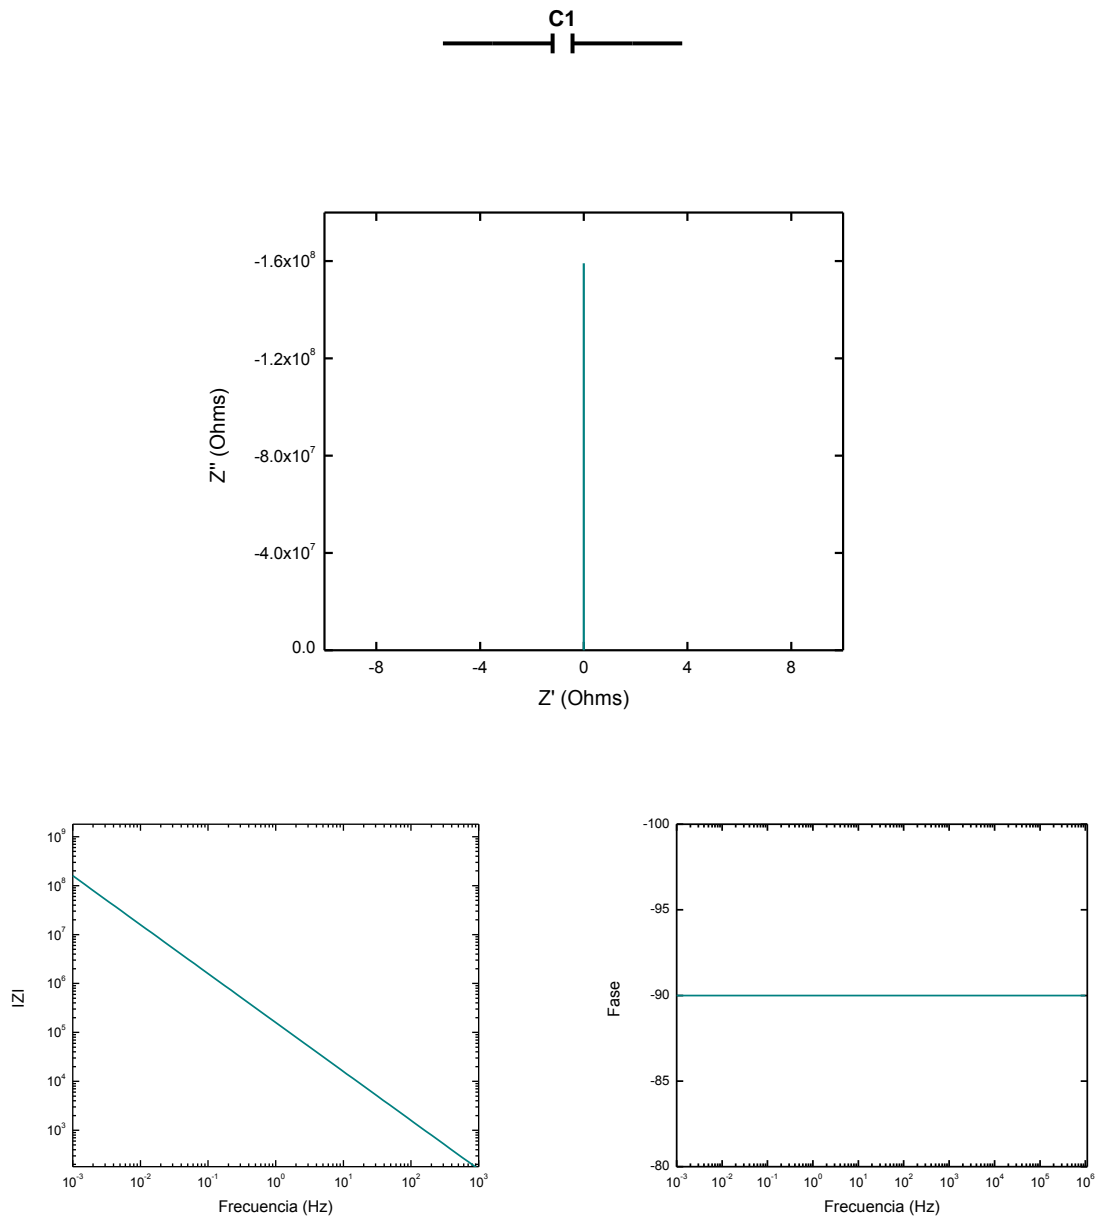 C1
-1.6x10⁸
-1.2x10⁸
-8.0x10⁷
-4.0x10⁷
0.0
Z'' (Ohms)
-8 -4 0 4 8
Z' (Ohms)
10⁹
10⁸
10⁷
10⁶
10⁵
10⁴
10³
IZI
10⁻³ 10⁻² 10⁻¹ 10⁰ 10¹ 10² 10³
Frecuencia (Hz)
-100
-95
-90
-85
-80
Fase
10⁻³ 10⁻² 10⁻¹ 10⁰ 10¹ 10² 10³ 10⁴ 10⁵ 10⁶
Frecuencia (Hz)